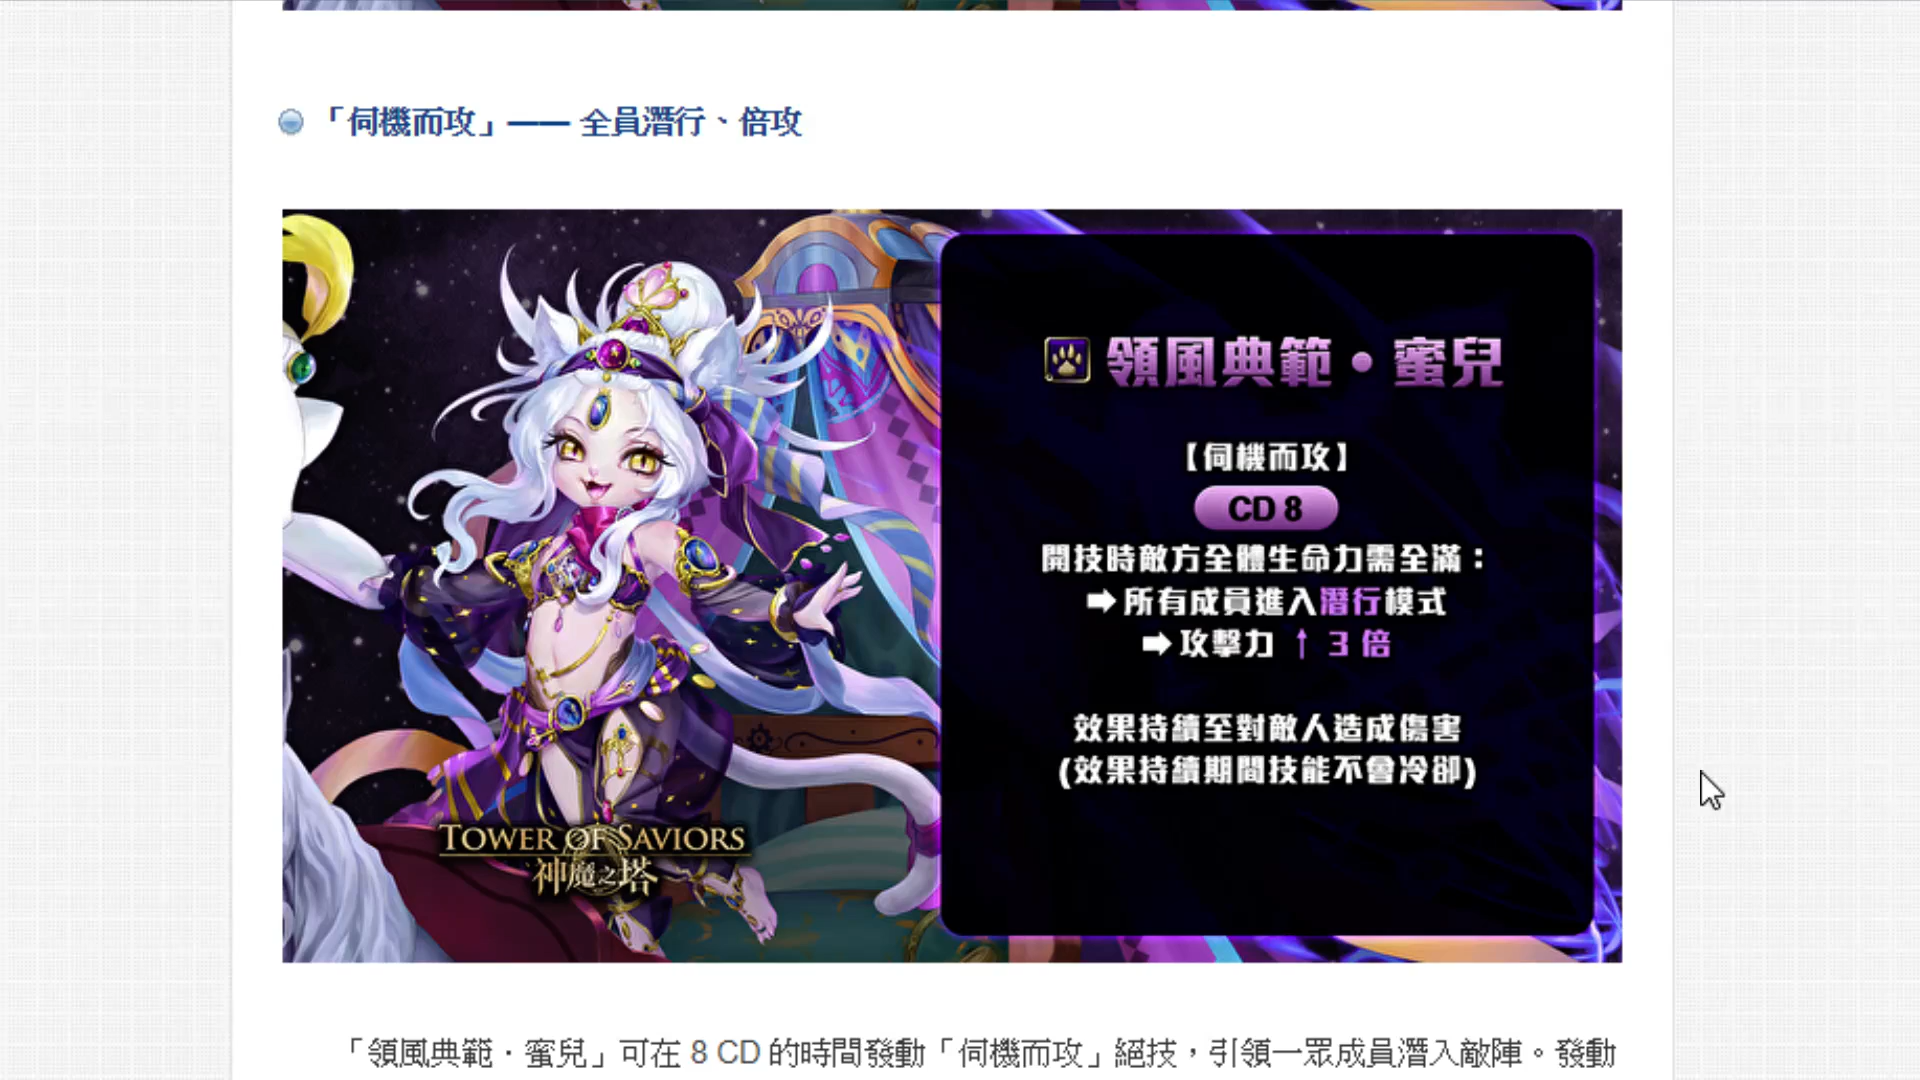 「伺機而攻」—— 全員潛行、倍攻
領風典範•蜜兒
【伺機而攻】
CD 8
開技時敵方全體生命力需全滿：
➡所有成員進入潛行模式
➡攻擊力 ↑ 3 倍
效果持續至對敵人造成傷害
(效果持續期間技能不會冷卻)
TOWER OF SAVIORS
神魔之塔
「領風典範．蜜兒」可在 8 CD 的時間發動「伺機而攻」絕技，引領一眾成員潛入敵陣。發動